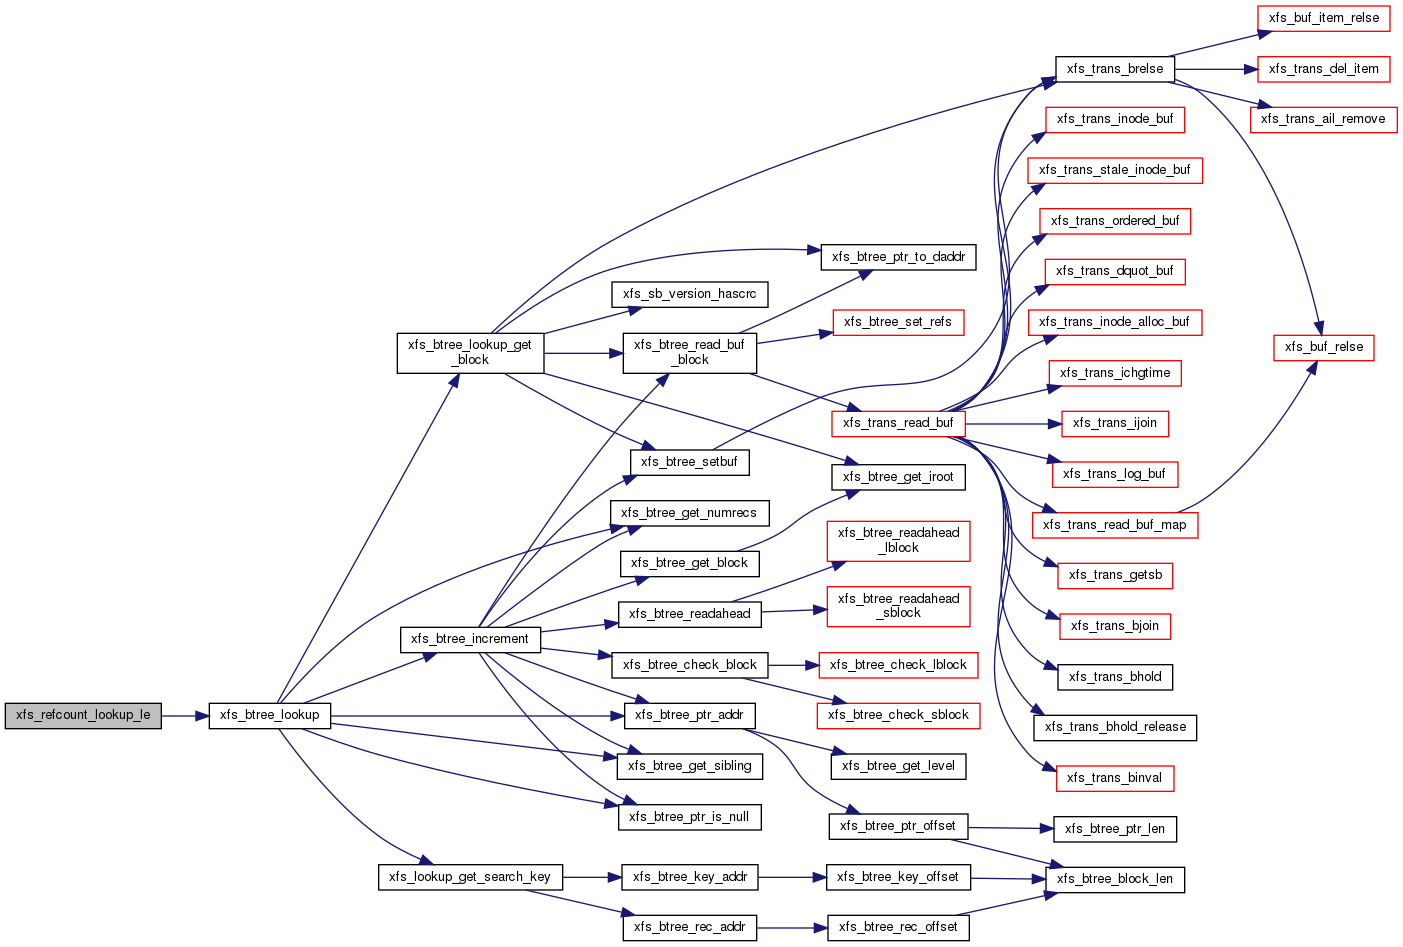 xfs_buf_item_relse
xfs_trans_brelse
xfs_trans_del_item
xfs_trans_inode_buf
xfs_trans_ail_remove
xfs_trans_stale_inode_buf
xfs_trans_ordered_buf
xfs_btree_ptr_to_daddr
xfs_trans_dquot_buf
xfs_sb_version_hascrc
xfs_btree_set_refs
xfs_trans_inode_alloc_buf
xfs_btree_lookup_get
_block
xfs_btree_read_buf
_block
xfs_buf_relse
xfs_trans_ichgtime
xfs_trans_read_buf
xfs_trans_ijoin
xfs_btree_setbuf
xfs_btree_get_iroot
xfs_trans_log_buf
xfs_btree_get_numrecs
xfs_trans_read_buf_map
xfs_btree_readahead
_lblock
xfs_btree_get_block
xfs_trans_getsb
xfs_btree_readahead
xfs_btree_readahead
_sblock
xfs_trans_bjoin
xfs_btree_increment
xfs_btree_check_block
xfs_btree_check_lblock
xfs_trans_bhold
xfs_refcount_lookup_le
xfs_btree_lookup
xfs_btree_ptr_addr
xfs_btree_check_sblock
xfs_trans_bhold_release
xfs_btree_get_sibling
xfs_btree_get_level
xfs_trans_binval
xfs_btree_ptr_is_null
xfs_btree_ptr_offset
xfs_btree_ptr_len
xfs_lookup_get_search_key
xfs_btree_key_addr
xfs_btree_key_offset
xfs_btree_block_len
xfs_btree_rec_addr
xfs_btree_rec_offset